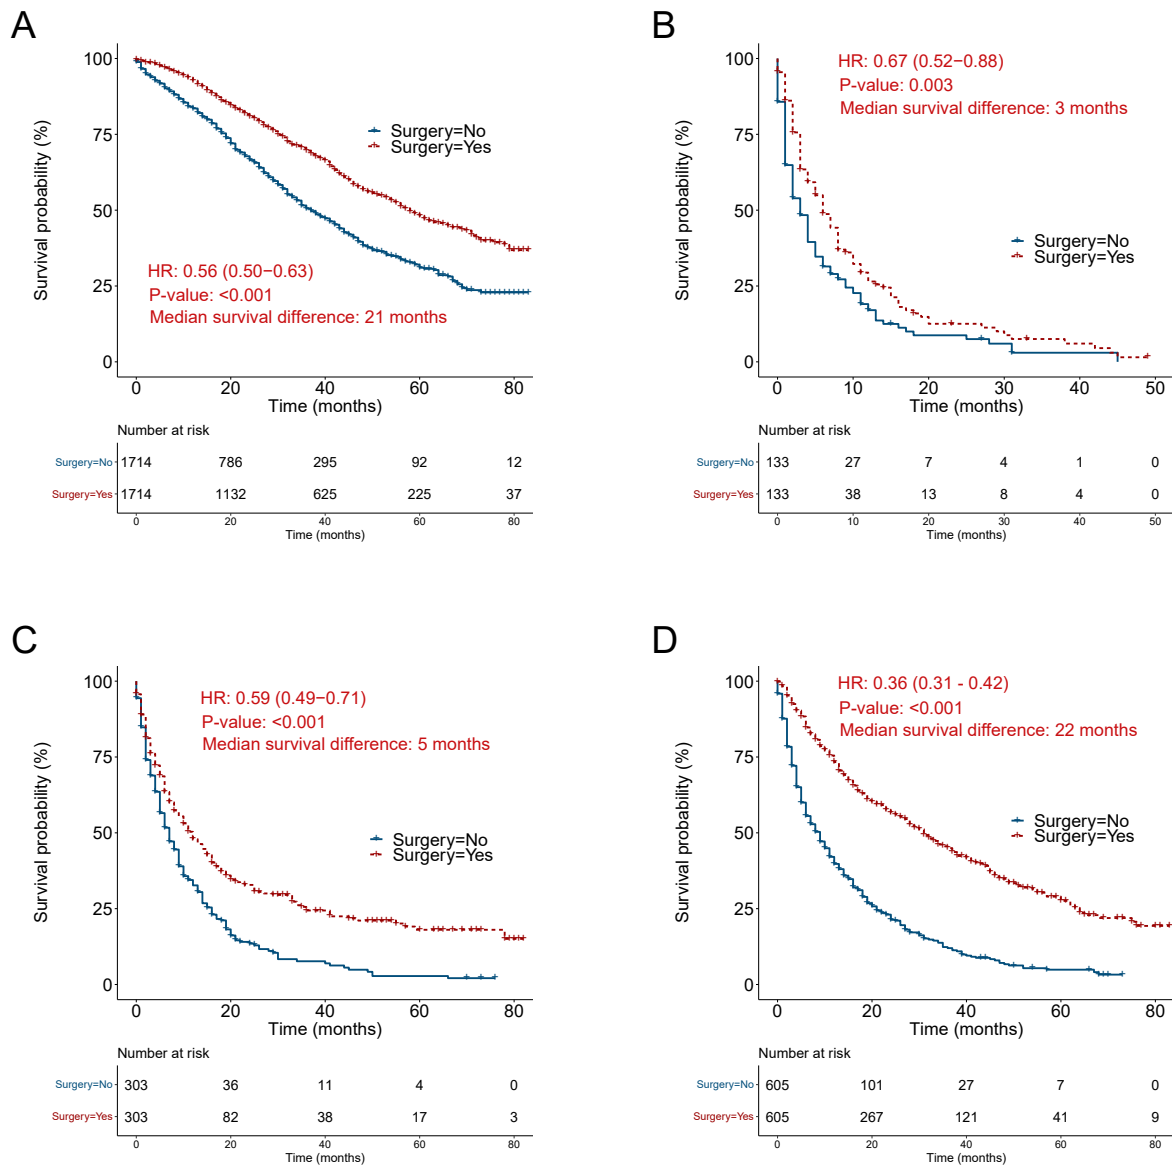 A
Survival probability (%)
100
75
50
25
0
Surgery=No
Surgery=Yes
HR: 0.56 (0.50−0.63)
P-value: <0.001
Median survival difference: 21 months
0 20 40 60 80
Time (months)
Number at risk
Surgery=No 1714 786 295 92 12
Surgery=Yes 1714 1132 625 225 37
0 20 40 60 80
Time (months)
B
Survival probability (%)
100
75
50
25
0
HR: 0.67 (0.52−0.88)
P-value: 0.003
Median survival difference: 3 months
Surgery=No
Surgery=Yes
0 10 20 30 40 50
Time (months)
Number at risk
Surgery=No 133 27 7 4 1 0
Surgery=Yes 133 38 13 8 4 0
0 10 20 30 40 50
Time (months)
C
Survival probability (%)
100
75
50
25
0
HR: 0.59 (0.49−0.71)
P-value: <0.001
Median survival difference: 5 months
Surgery=No
Surgery=Yes
0 20 40 60 80
Time (months)
Number at risk
Surgery=No 303 36 11 4 0
Surgery=Yes 303 82 38 17 3
0 20 40 60 80
Time (months)
D
Survival probability (%)
100
75
50
25
0
HR: 0.36 (0.31 - 0.42)
P-value: <0.001
Median survival difference: 22 months
Surgery=No
Surgery=Yes
0 20 40 60 80
Time (months)
Number at risk
Surgery=No 605 101 27 7 0
Surgery=Yes 605 267 121 41 9
0 20 40 60 80
Time (months)